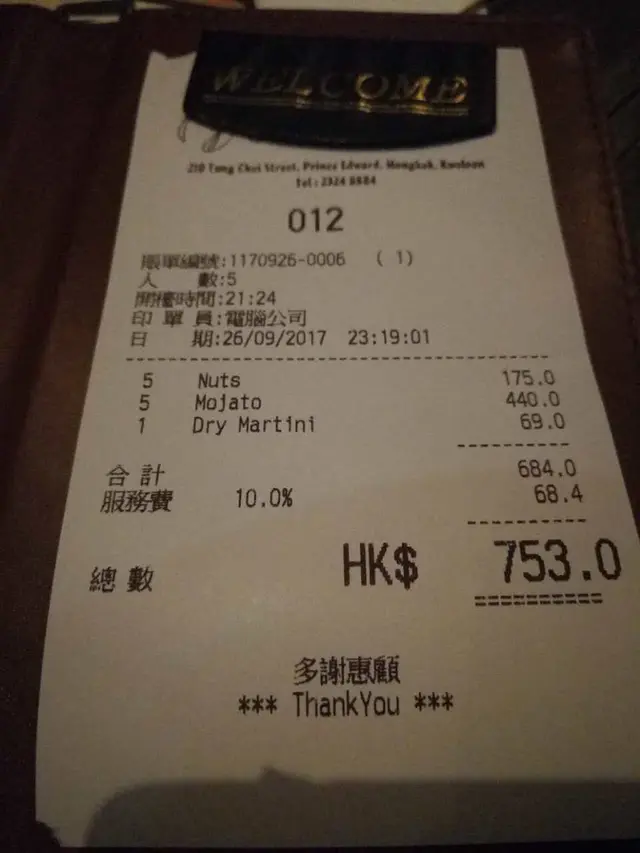 WELCOME
210 Tung Choi Street, Prince Edward, Mongkok, Kowloon
Tel: 2324 8884
012
賬單編號:1170926-0006 ( 1)
人 數:5
開檯時間:21:24
印 單 員:電腦公司
日 期:26/09/2017 23:19:01
5 Nuts 175.0
5 Mojato 440.0
1 Dry Martini 69.0
合 計 684.0
服務費 10.0% 68.4
總 數 HK$ 753.0
多謝惠顧
*** ThankYou ***